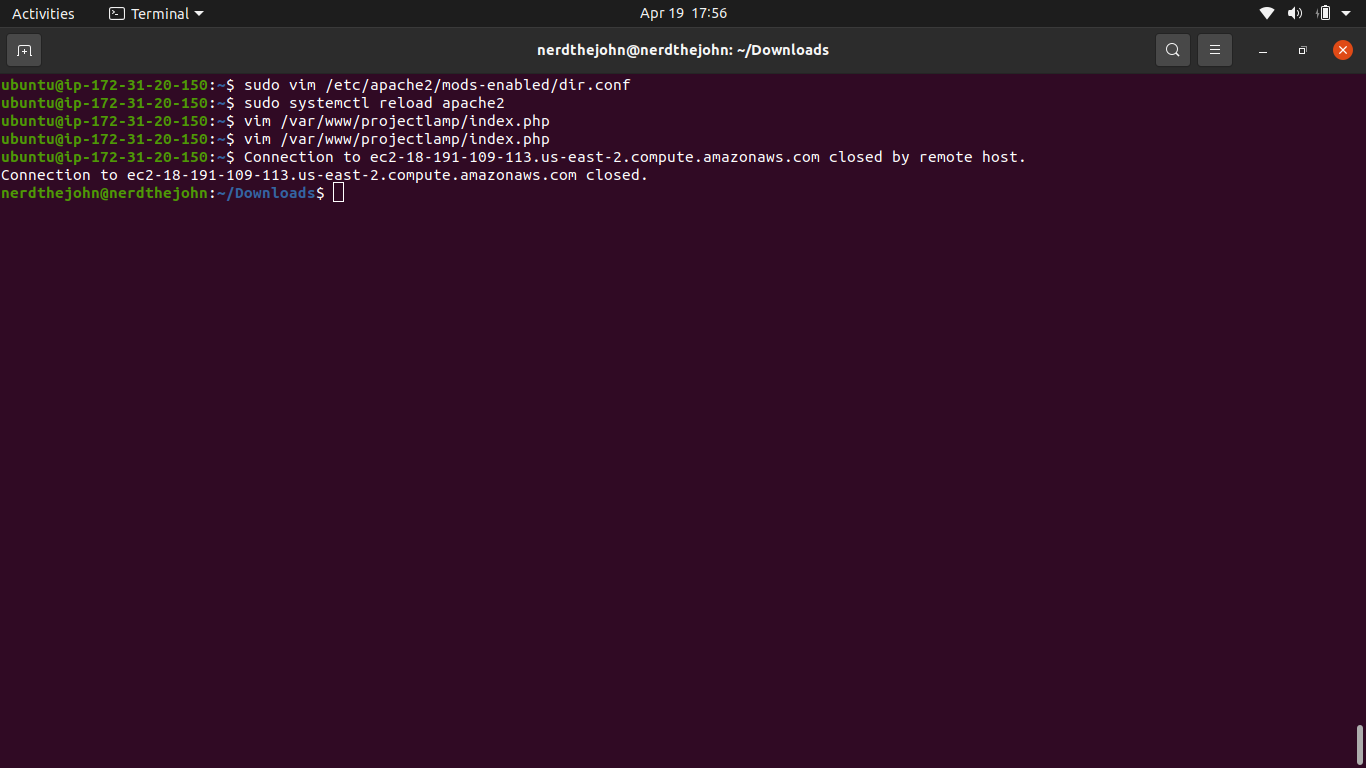 Activities Terminal Apr 19 17:56
nerdthejohn@nerdthejohn: ~/Downloads
ubuntu@ip-172-31-20-150:~$ sudo vim /etc/apache2/mods-enabled/dir.conf
ubuntu@ip-172-31-20-150:~$ sudo systemctl reload apache2
ubuntu@ip-172-31-20-150:~$ vim /var/www/projectlamp/index.php
ubuntu@ip-172-31-20-150:~$ vim /var/www/projectlamp/index.php
ubuntu@ip-172-31-20-150:~$ Connection to ec2-18-191-109-113.us-east-2.compute.amazonaws.com closed by remote host.
Connection to ec2-18-191-109-113.us-east-2.compute.amazonaws.com closed.
nerdthejohn@nerdthejohn:~/Downloads$